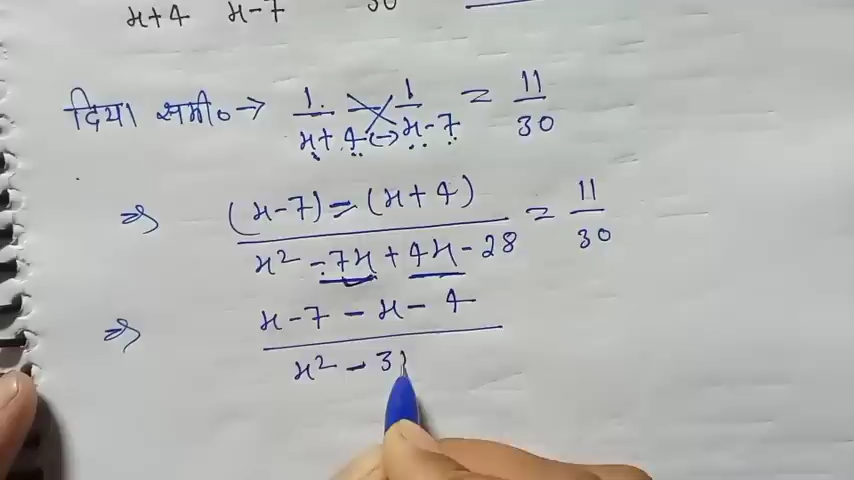 x+4 x-7 30
दिया समी० → 1/(x+4) - 1/(x-7) = 11/30
⇒ ((x-7) - (x+4))/(x² - 7x + 4x - 28) = 11/30
⇒ (x-7-x-4)/(x² - 3x